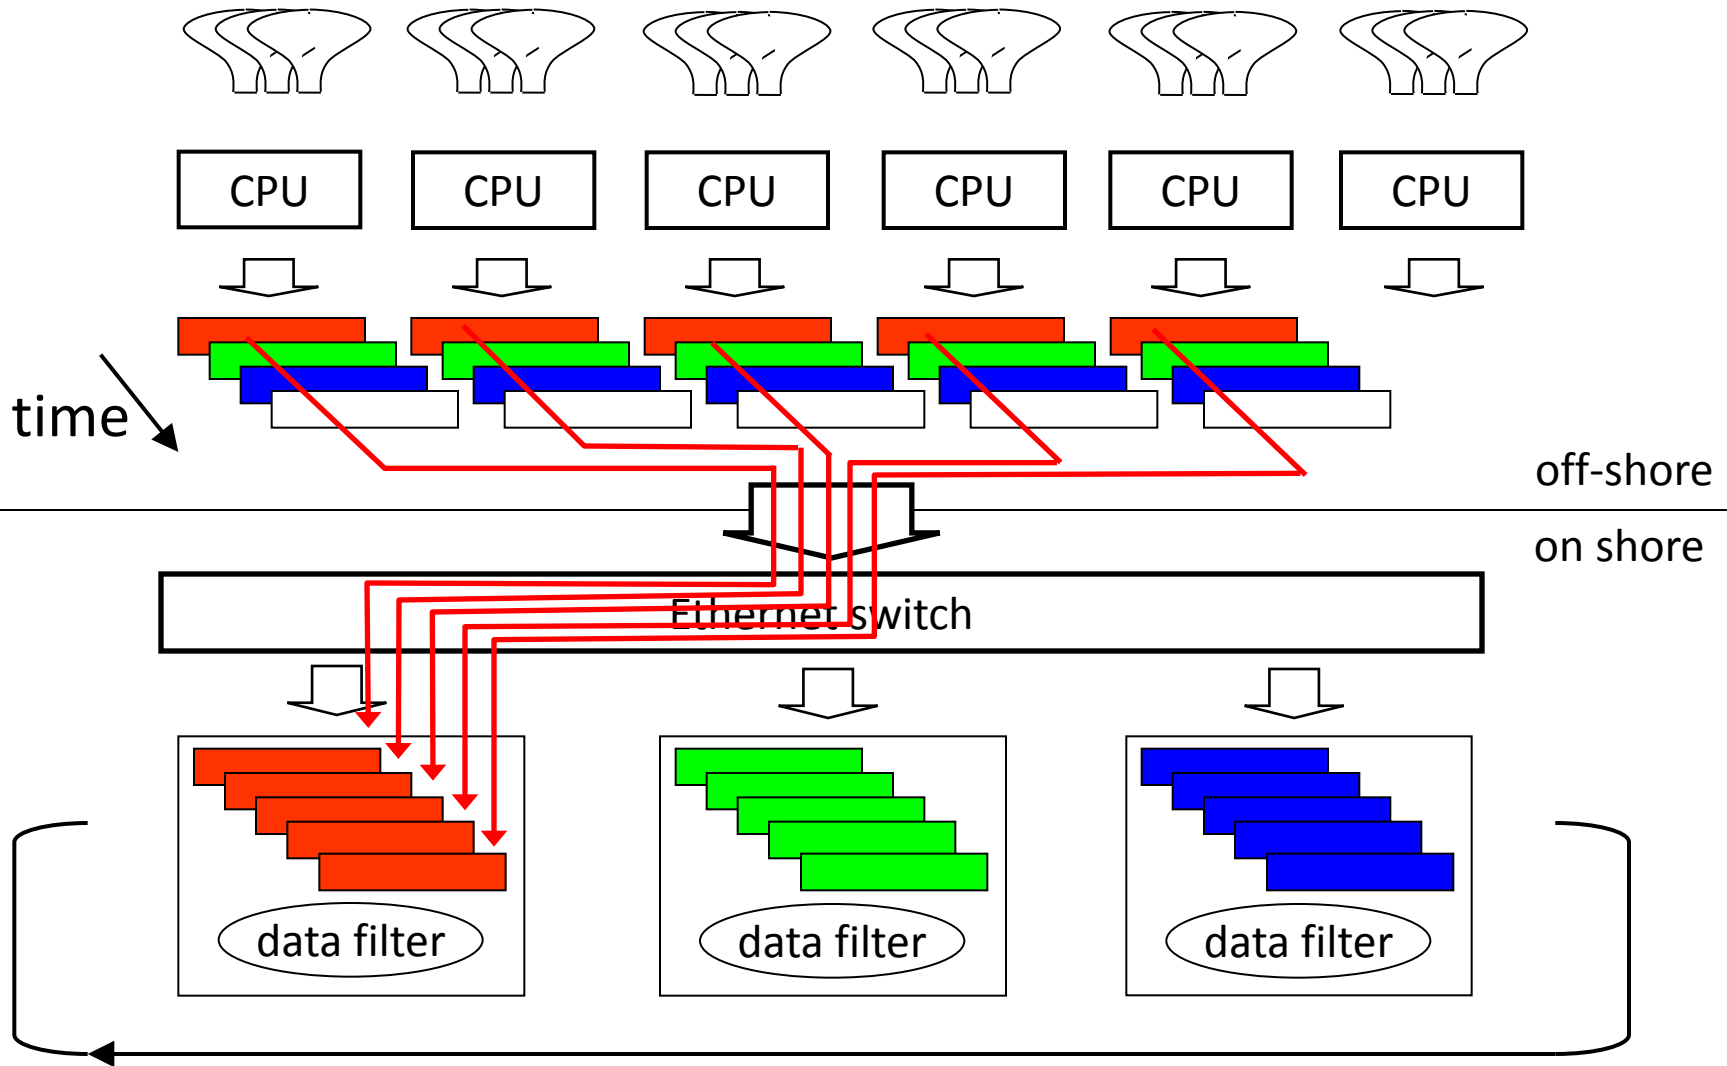 CPU CPU CPU CPU CPU CPU
time
off-shore
on shore
Ethernet switch
data filter data filter data filter